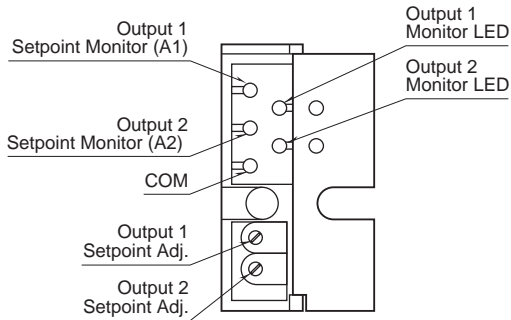 Output 1
Setpoint Monitor (A1)
Output 2
Setpoint Monitor (A2)
COM
Output 1
Setpoint Adj.
Output 2
Setpoint Adj.
Output 1
Monitor LED
Output 2
Monitor LED